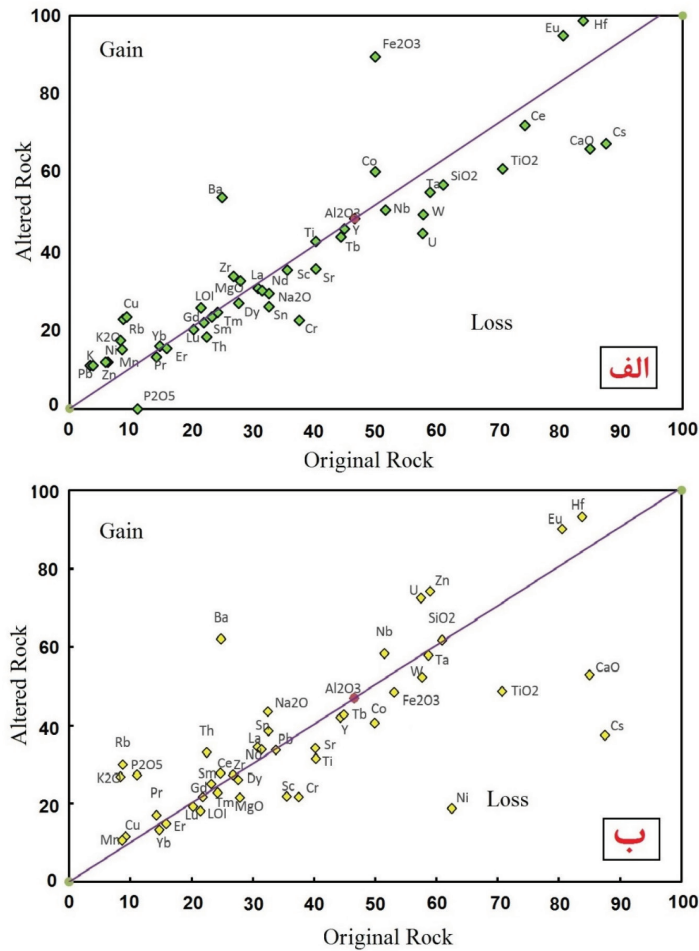 100
Eu
Hf
Gain
Fe2O3
80
Ce
Cs
CaO
60
Co
TiO2
SiO2
Ta
Ba
Al2O3
Nb
W
Y
Ti
Tb
U
40
Zr
La
Nd
Sc
Sr
MgO
LOI
Na2O
Cu
Gd
Dy
Sn
Loss
Rb
Tm
Cr
20
K2O
Yb
Lu
Sm
Th
K
Ni
Er
Mn
Pr
Pb
Zn
P2O5
0
الف
Altered Rock
0 10 20 30 40 50 60 70 80 90 100
Original Rock
100
Hf
Eu
Gain
80
U
Zn
SiO2
Ba
Nb
60
Ta
W
CaO
Al2O3
Na2O
Fe2O3
TiO2
Tb
Co
Th
Sn
Y
40
La
Pb
Cs
Rb
Nd
Sr
Ce
Zr
Ti
P2O5
Sm
K2O
Dy
Gd
Sc
Cr
Pr
Tm
MgO
Loss
20
Ni
Cu
Lu
LOI
Er
Mn
Yb
0
ب
Altered Rock
0 10 20 30 40 50 60 70 80 90 100
Original Rock